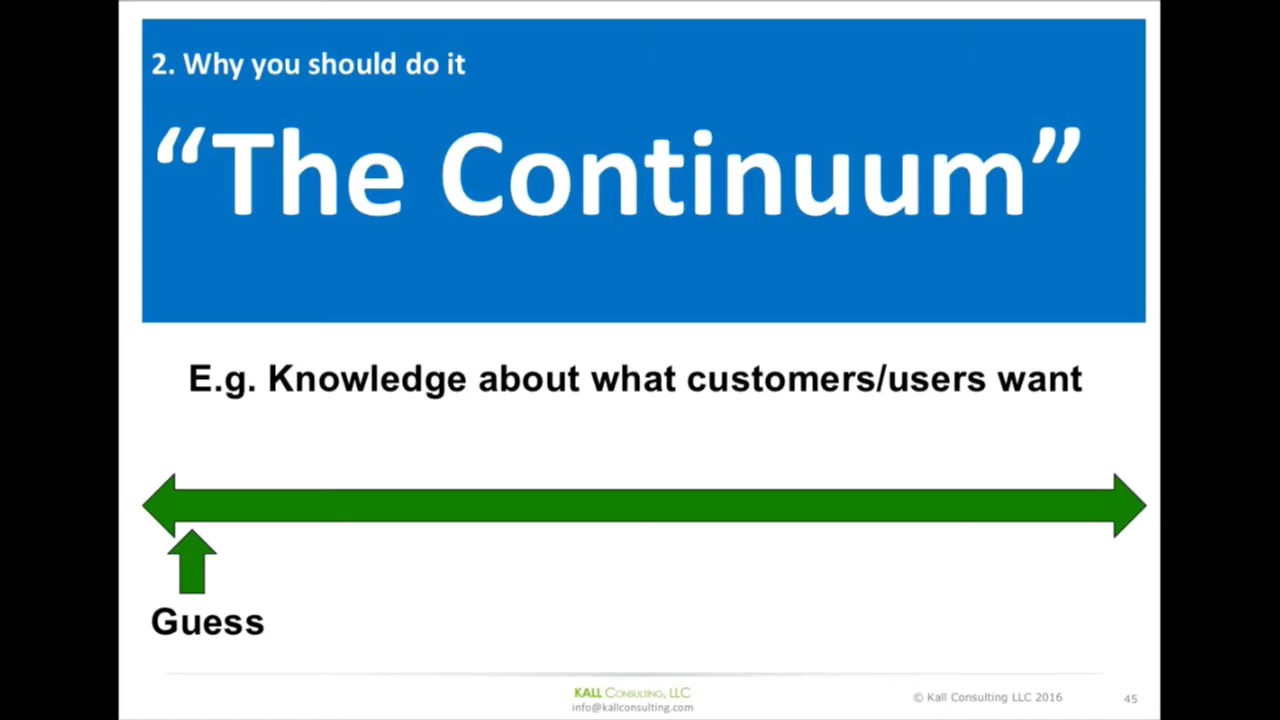 2. Why you should do it
“The Continuum”
E.g. Knowledge about what customers/users want
Guess
KALL CONSULTING, LLC
info@kallconsulting.com
© Kall Consulting LLC 2016
45